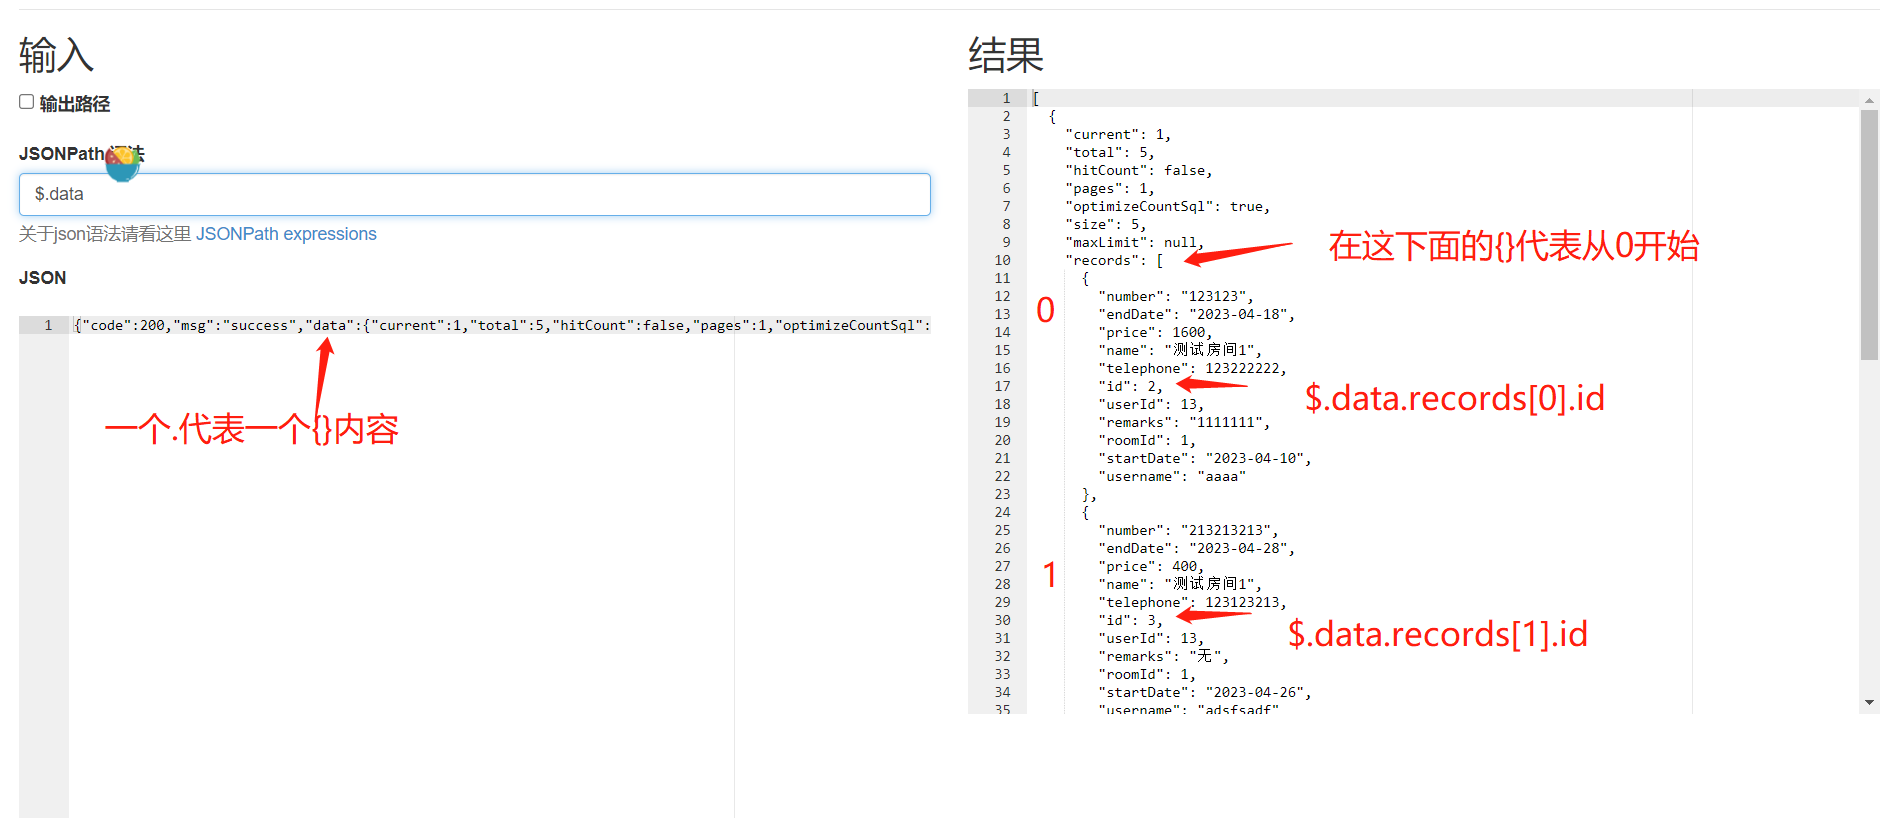 输入
输出路径
JSONPath 语法
$.data
关于json语法请看这里 JSONPath expressions
JSON
1 {"code":200,"msg":"success","data":{"current":1,"total":5,"hitCount":false,"pages":1,"optimizeCountSql":
一个.代表一个{}内容
结果
1 [
2 {
3 "current": 1,
4 "total": 5,
5 "hitCount": false,
6 "pages": 1,
7 "optimizeCountSql": true,
8 "size": 5,
9 "maxLimit": null,
在这下面的{}代表从0开始
10 "records": [
11 {
12 "number": "123123",
0
13 "endDate": "2023-04-18",
14 "price": 1600,
15 "name": "测试房间1",
16 "telephone": 123222222,
17 "id": 2,
$.data.records[0].id
18 "userId": 13,
19 "remarks": "1111111",
20 "roomId": 1,
21 "startDate": "2023-04-10",
22 "username": "aaaa"
23 },
24 {
25 "number": "213213213",
26 "endDate": "2023-04-28",
27 "price": 400,
1
28 "name": "测试房间1",
29 "telephone": 123123213,
30 "id": 3,
$.data.records[1].id
31 "userId": 13,
32 "remarks": "无",
33 "roomId": 1,
34 "startDate": "2023-04-26",
35 "username": "adsfsadf"